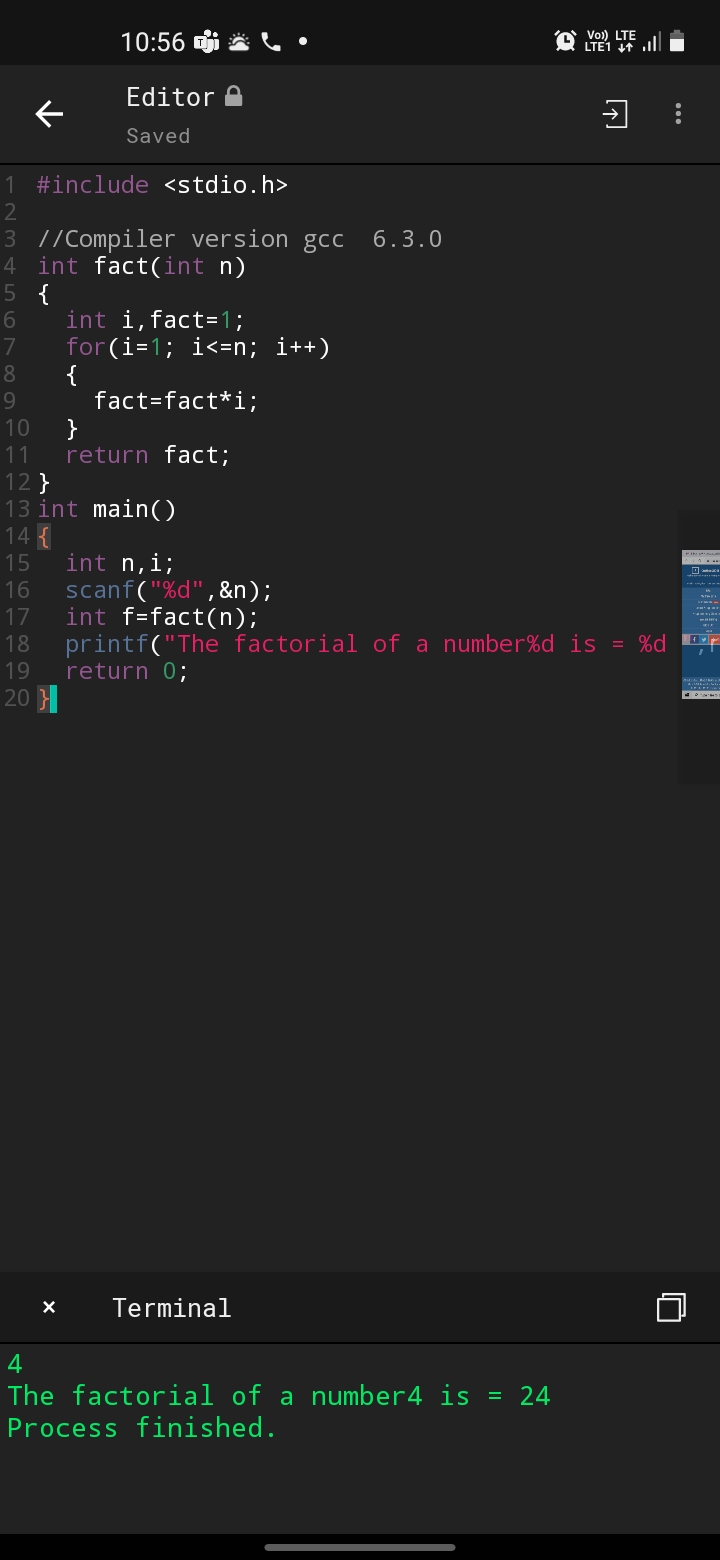 10:56 Vo)) LTE
LTE1
Editor
Saved
1 #include <stdio.h>
2
3 //Compiler version gcc  6.3.0
4 int fact(int n)
5 {
6   int i,fact=1;
7   for(i=1; i<=n; i++)
8   {
9     fact=fact*i;
10   }
11   return fact;
12 }
13 int main()
14 {
15   int n,i;
16   scanf("%d",&n);
17   int f=fact(n);
18   printf("The factorial of a number%d is = %d
19   return 0;
20 }
× Terminal
4
The factorial of a number4 is = 24
Process finished.